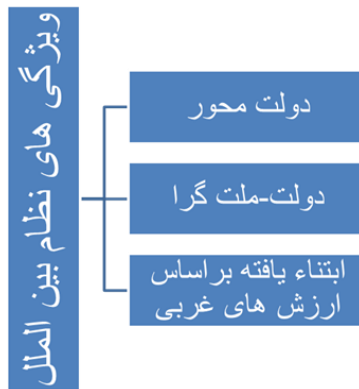 ویژگی های نظام بین الملل
دولت محور
دولت-ملت گرا
ابتناء یافته براساس
ارزش های غربی